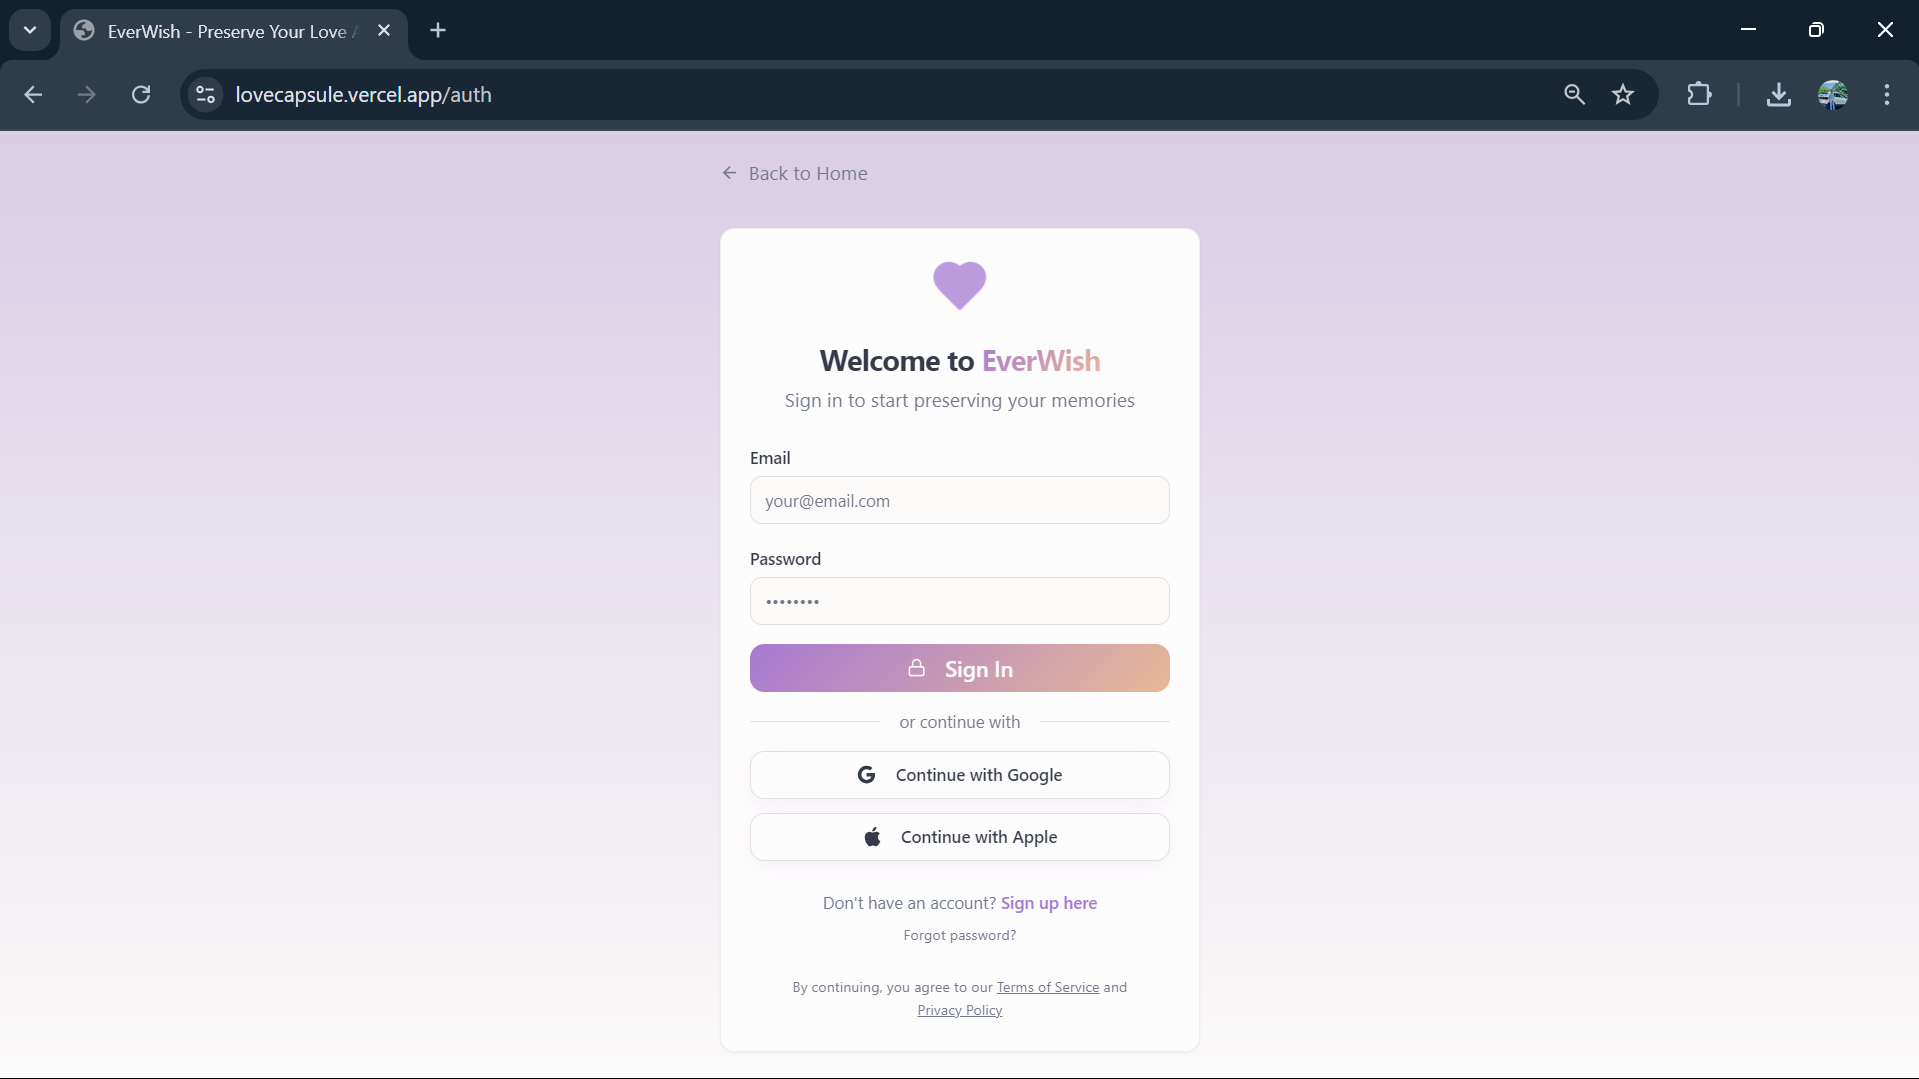 EverWish - Preserve Your Love
lovecapsule.vercel.app/auth
Back to Home
Welcome to EverWish
Sign in to start preserving your memories
Email
your@email.com
Password
••••••••
Sign In
or continue with
Continue with Google
Continue with Apple
Don't have an account? Sign up here
Forgot password?
By continuing, you agree to our Terms of Service and
Privacy Policy